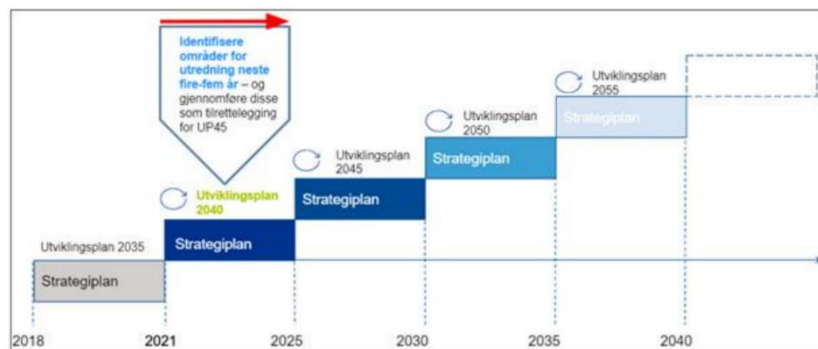 Identifisere
områder for
utredning neste
fire-fem år – og
gjennomføre disse
som tilrettelegging
for UP45
Utviklingsplan
2055
Strategiplan
Utviklingsplan
2050
Strategiplan
Utviklingsplan
2045
Strategiplan
Utviklingsplan
2040
Strategiplan
Utviklingsplan 2035
Strategiplan
2018
2021
2025
2030
2035
2040